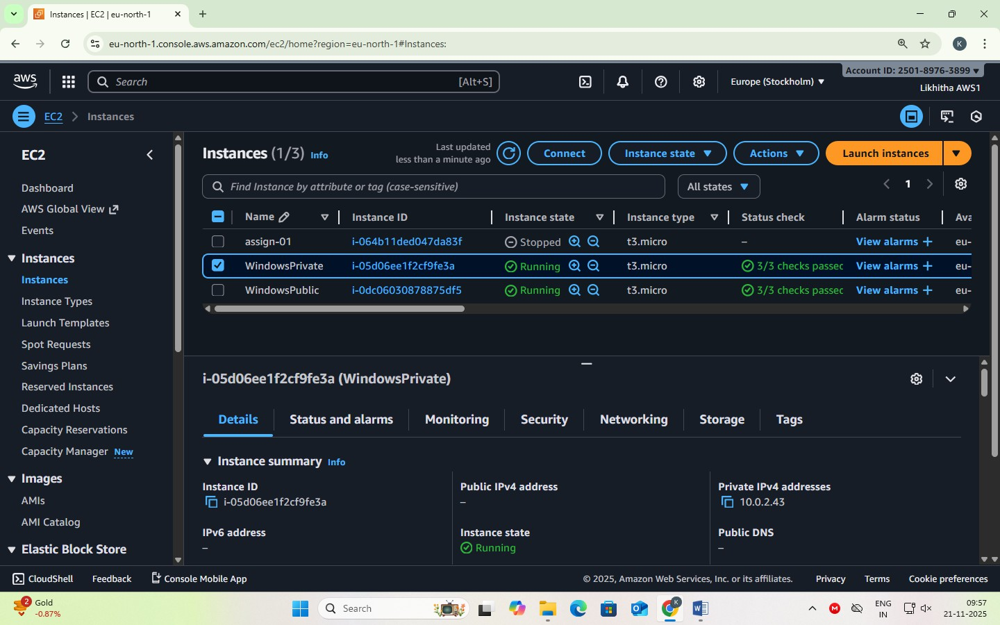 Instances | EC2 | eu-north-1
eu-north-1.console.aws.amazon.com/ec2/home?region=eu-north-1#Instances:
K
aws
Search
[Alt+S]
Europe (Stockholm)
Account ID: 2501-8976-3899
Likhitha AWS1
EC2
Instances
EC2
Dashboard
AWS Global View
Events
Instances
Instances
Instance Types
Launch Templates
Spot Requests
Savings Plans
Reserved Instances
Dedicated Hosts
Capacity Reservations
Capacity Manager New
Images
AMIs
AMI Catalog
Elastic Block Store
Instances (1/3) Info
Last updated
less than a minute ago
Connect
Instance state
Actions
Launch instances
Find Instance by attribute or tag (case-sensitive)
All states
1
Name Instance ID Instance state Instance type Status check Alarm status Ava
assign-01 i-064b11ded047da83f Stopped t3.micro – View alarms + eu-
WindowsPrivate i-05d06ee1f2cf9fe3a Running t3.micro 3/3 checks passec View alarms + eu-
WindowsPublic i-0dc06030878875df5 Running t3.micro 3/3 checks passec View alarms + eu-
i-05d06ee1f2cf9fe3a (WindowsPrivate)
Details Status and alarms Monitoring Security Networking Storage Tags
Instance summary Info
Instance ID
i-05d06ee1f2cf9fe3a
Public IPv4 address
–
Private IPv4 addresses
10.0.2.43
IPv6 address
–
Instance state
Running
Public DNS
–
CloudShell Feedback Console Mobile App
© 2025, Amazon Web Services, Inc. or its affiliates. Privacy Terms Cookie preferences
2
Gold
-0.87%
Search
K
W
M
ENG
IN
09:57
21-11-2025